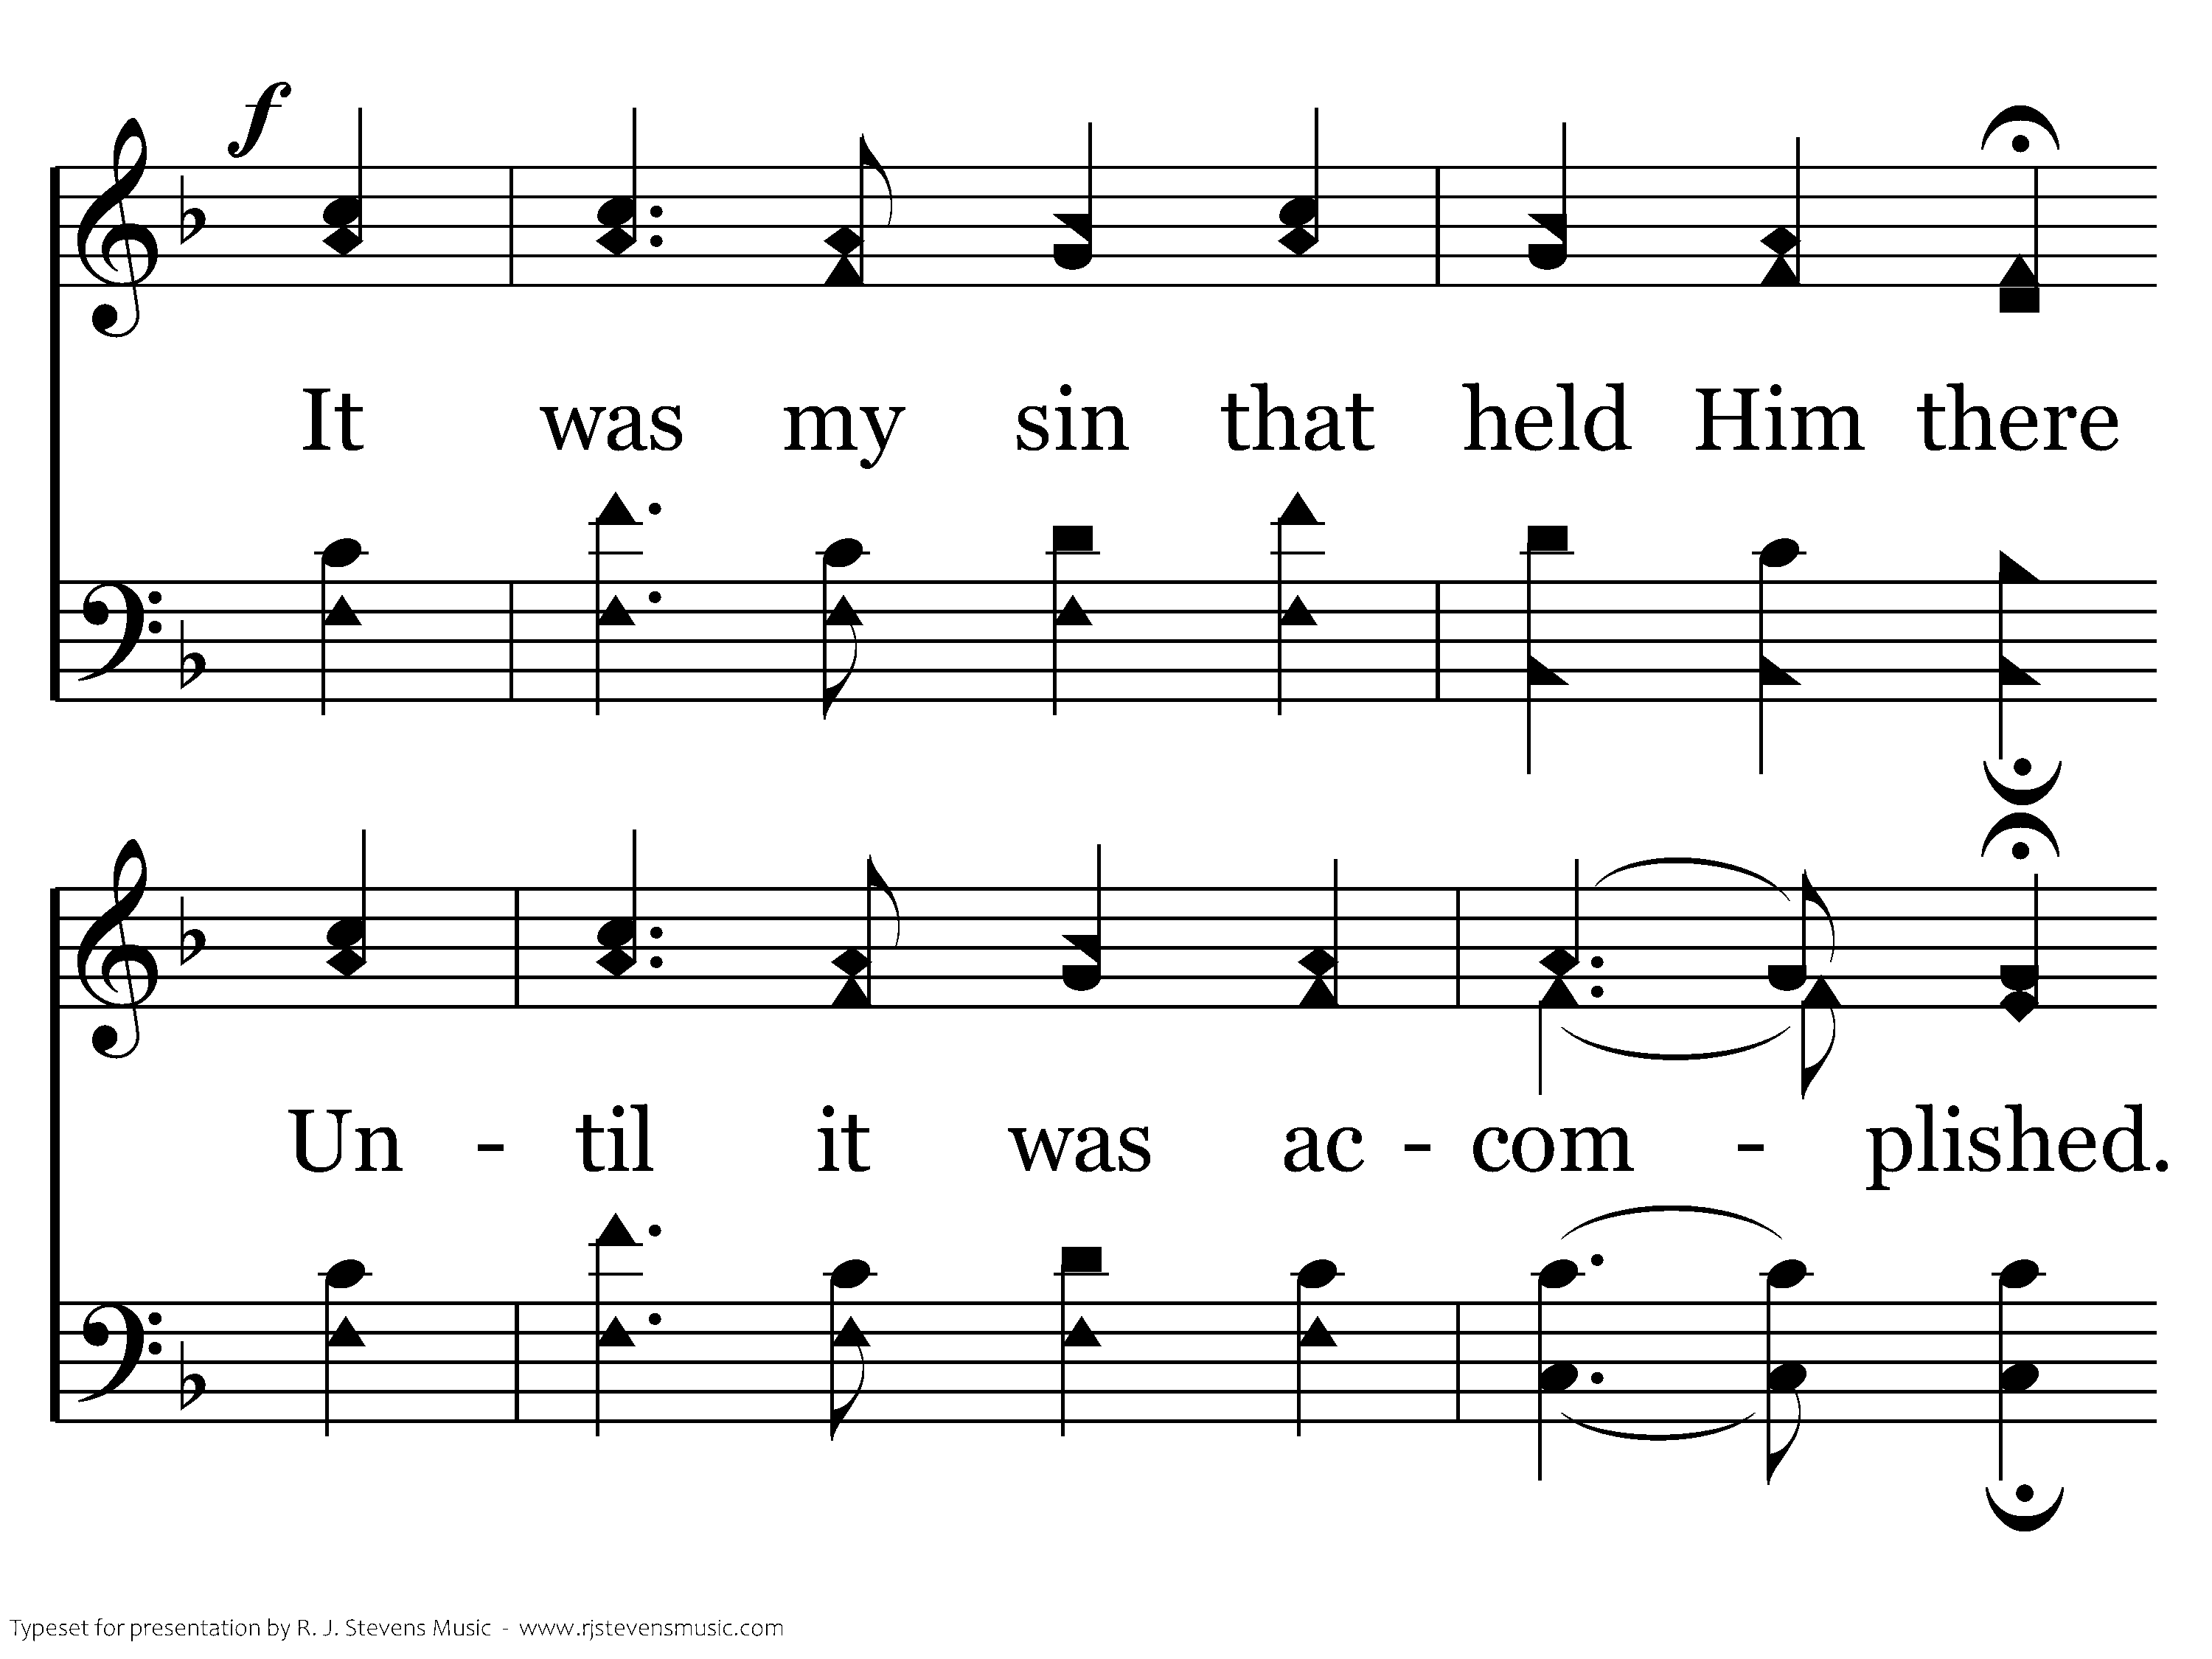 f
It was my sin that held Him there
Un - til it was ac - com - plished.
Typeset for presentation by R. J. Stevens Music - www.rjstevensmusic.com